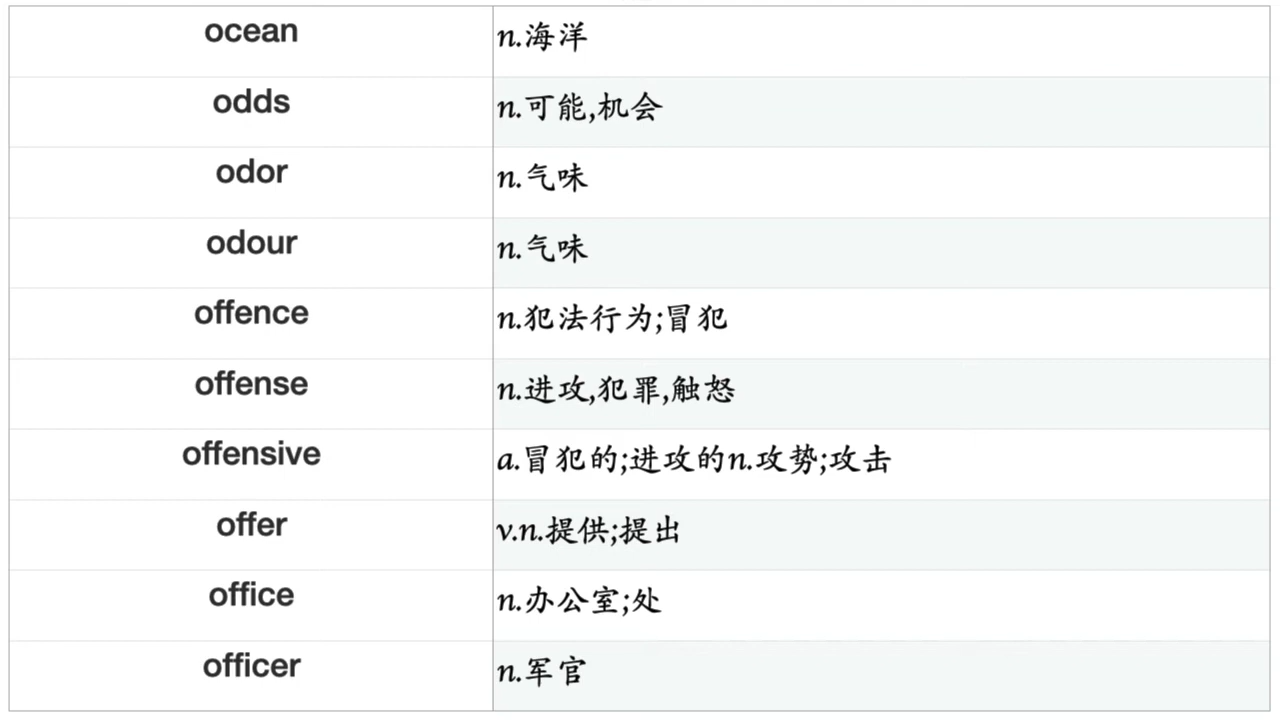 ocean n.海洋
odds n.可能,机会
odor n.气味
odour n.气味
offence n.犯法行为;冒犯
offense n.进攻,犯罪,触怒
offensive a.冒犯的;进攻的n.攻势;攻击
offer v.n.提供;提出
office n.办公室;处
officer n.军官